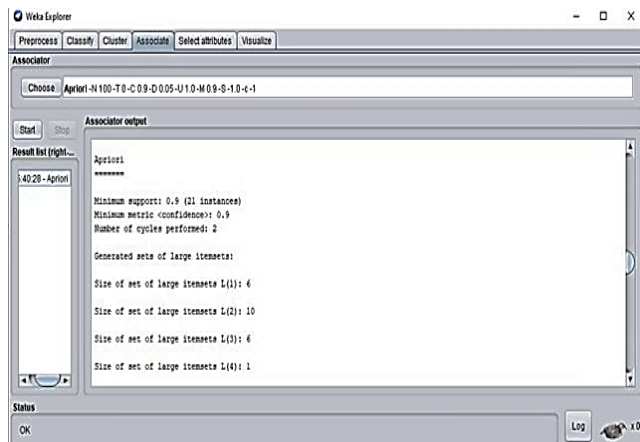 Weka Explorer
Preprocess Classify Cluster Associate Select attributes Visualize
Associator
Choose Apriori -N 100 -T 0 -C 0.9 -D 0.05 -U 1.0 -M 0.9 -S -1.0 -c -1
Start Stop
Associator output
Result list (right-...
5:40:28 - Apriori
Apriori
=======
Minimum support: 0.9 (21 instances)
Minimum metric <confidence>: 0.9
Number of cycles performed: 2
Generated sets of large itemsets:
Size of set of large itemsets L(1): 6
Size of set of large itemsets L(2): 10
Size of set of large itemsets L(3): 6
Size of set of large itemsets L(4): 1
Status
OK
Log
x 0